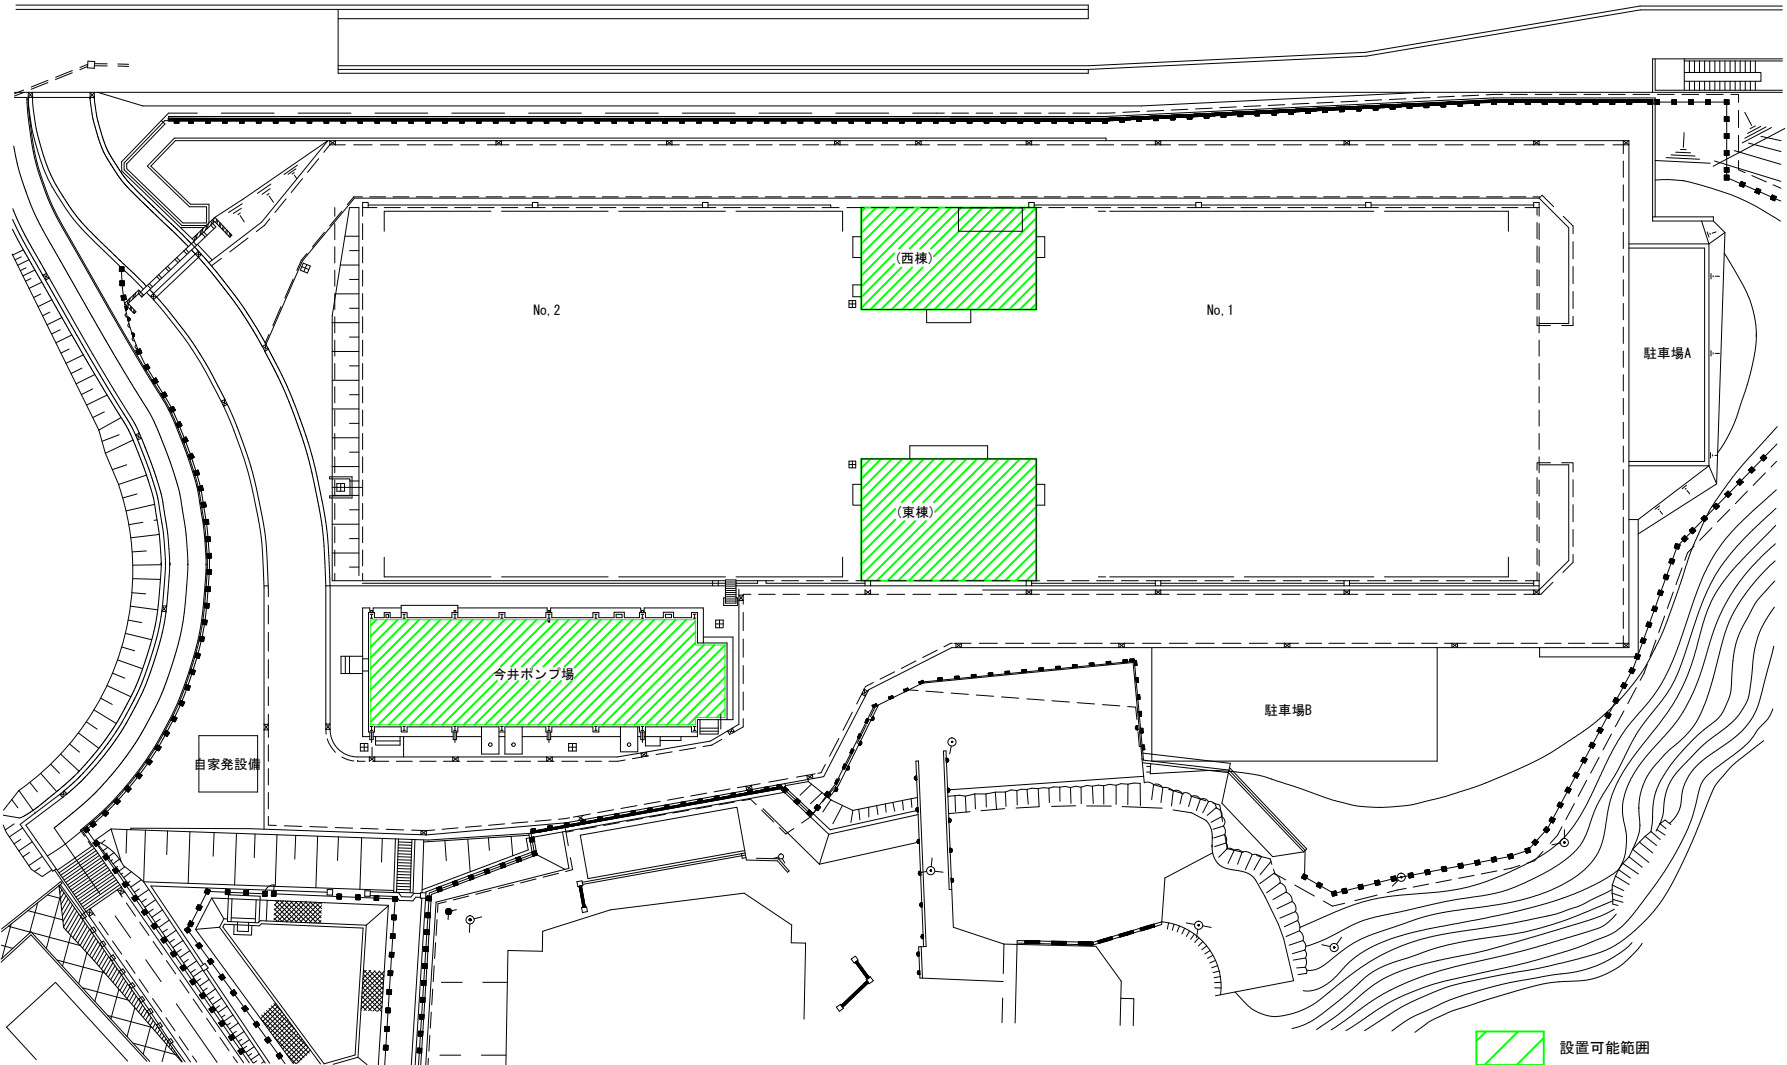 (西棟)
No,2
No,1
駐車場A
(東棟)
今井ポンプ場
駐車場B
自家発設備
設置可能範囲